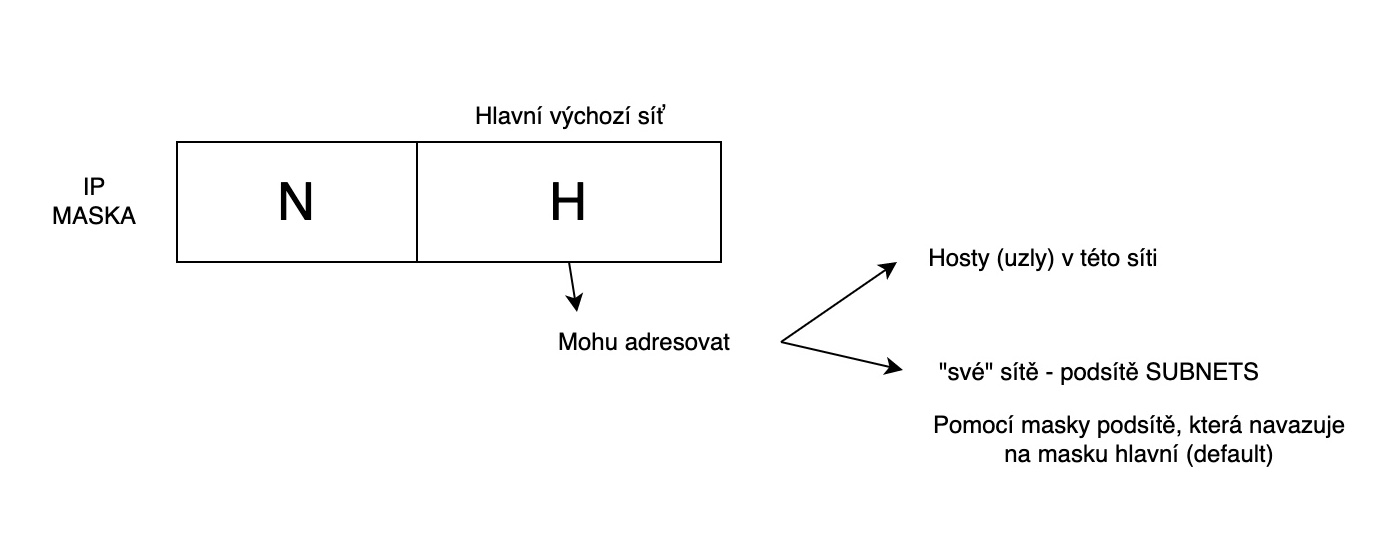 Hlavní výchozí síť
IP
MASKA
N
H
Hosty (uzly) v této síti
Mohu adresovat
"své" sítě - podsítě SUBNETS
Pomocí masky podsítě, která navazuje
na masku hlavní (default)